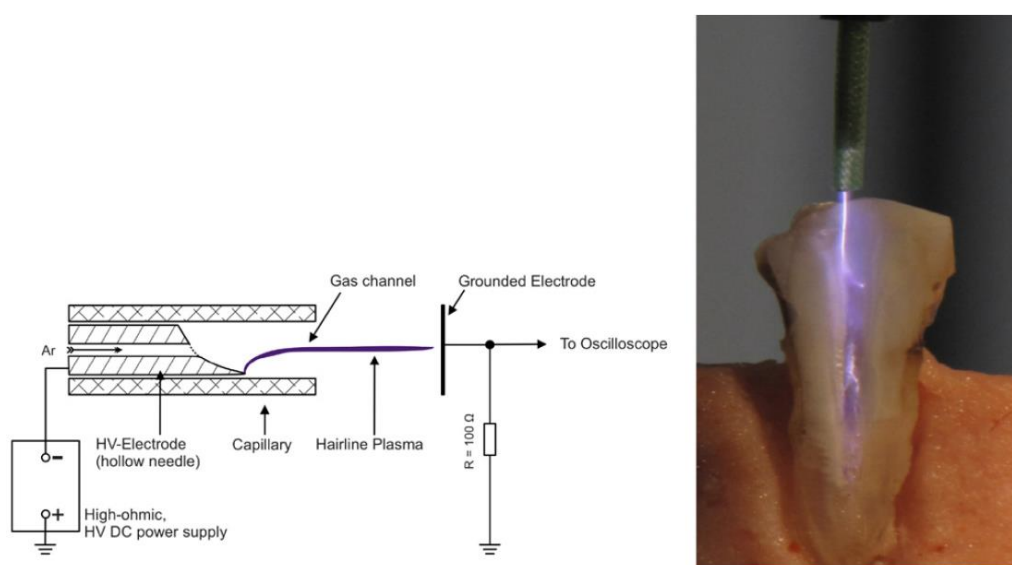 Gas channel
Grounded Electrode
Ar
To Oscilloscope
HV-Electrode
(hollow needle)
Capillary
Hairline Plasma
R = 100 Ω
−
+
High-ohmic,
HV DC power supply